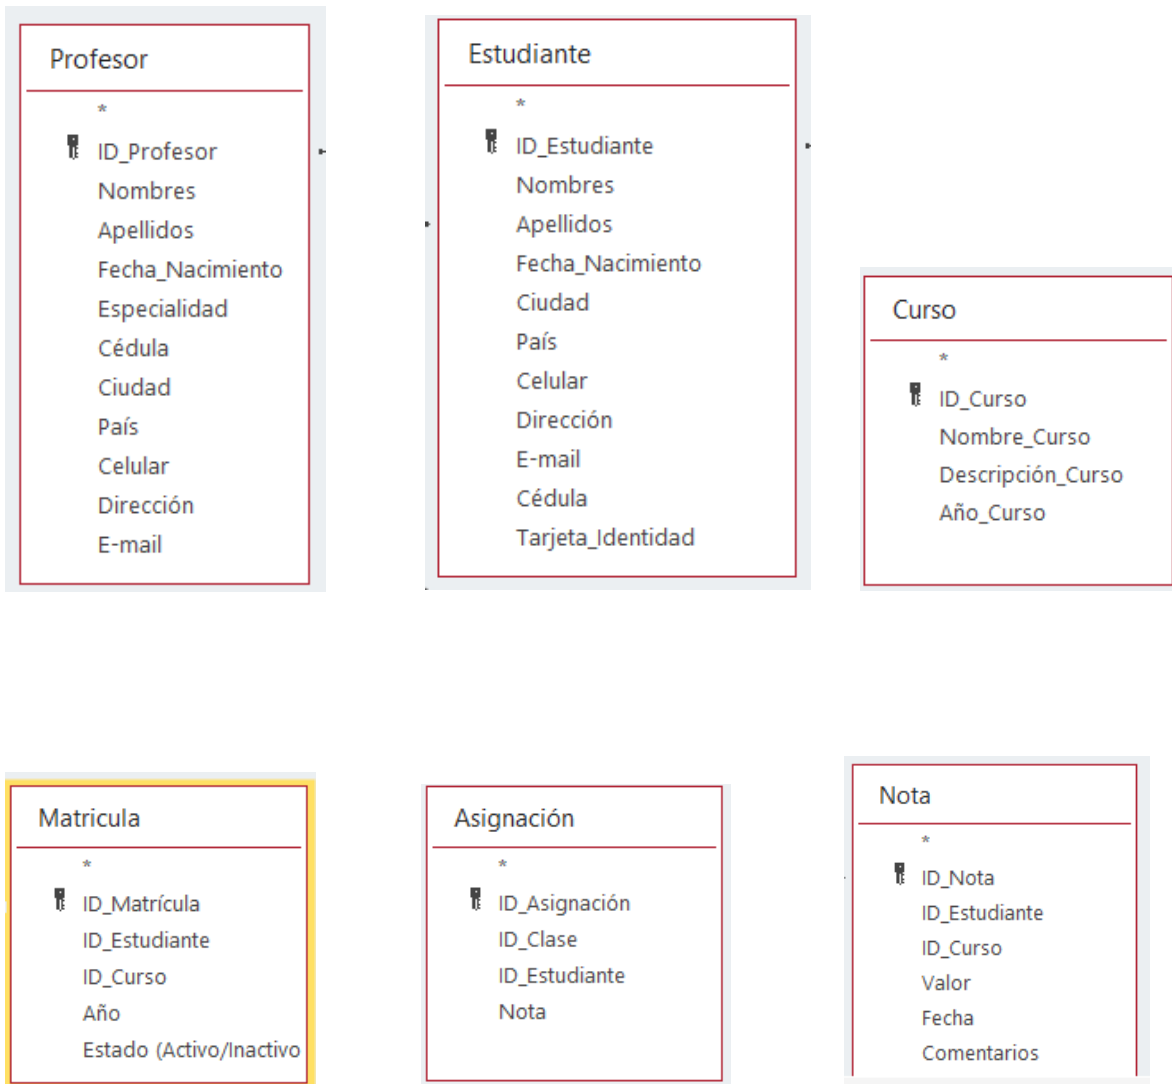 Profesor
*
ID_Profesor
Nombres
Apellidos
Fecha_Nacimiento
Especialidad
Cédula
Ciudad
País
Celular
Dirección
E-mail
Estudiante
*
ID_Estudiante
Nombres
Apellidos
Fecha_Nacimiento
Ciudad
País
Celular
Dirección
E-mail
Cédula
Tarjeta_Identidad
Curso
*
ID_Curso
Nombre_Curso
Descripción_Curso
Año_Curso
Matricula
*
ID_Matrícula
ID_Estudiante
ID_Curso
Año
Estado (Activo/Inactivo
Asignación
*
ID_Asignación
ID_Clase
ID_Estudiante
Nota
Nota
*
ID_Nota
ID_Estudiante
ID_Curso
Valor
Fecha
Comentarios